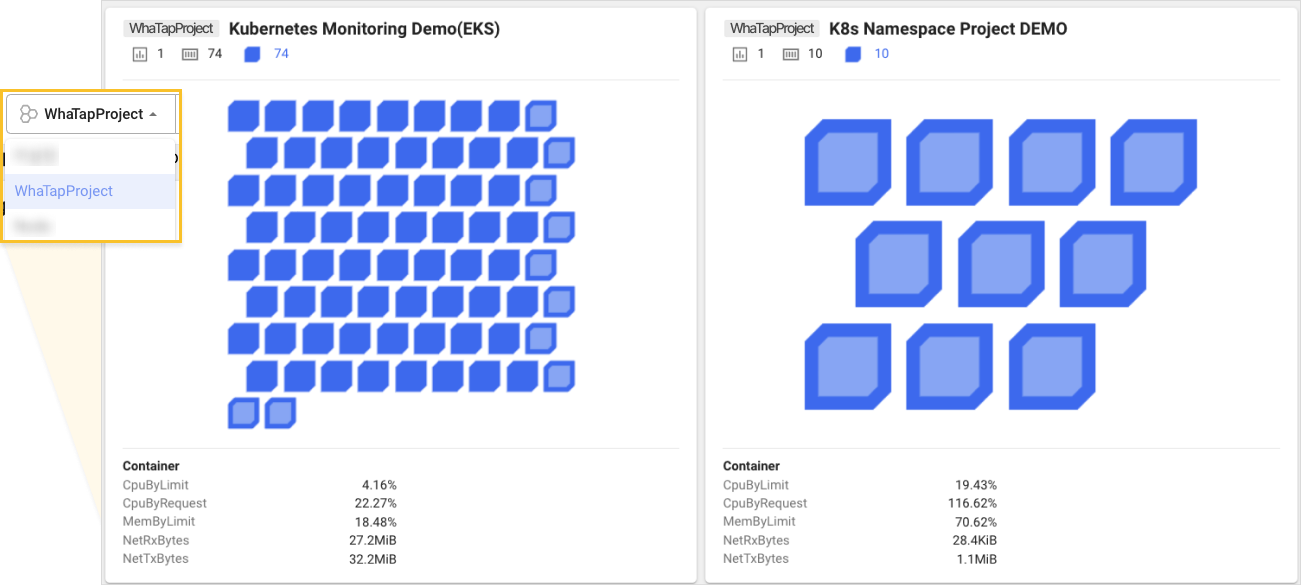 WhaTapProject Kubernetes Monitoring Demo(EKS)
1 74 74
WhaTapProject
WhaTapProject
Container
CpuByLimit 4.16%
CpuByRequest 22.27%
MemByLimit 18.48%
NetRxBytes 27.2MiB
NetTxBytes 32.2MiB
WhaTapProject K8s Namespace Project DEMO
1 10 10
Container
CpuByLimit 19.43%
CpuByRequest 116.62%
MemByLimit 70.62%
NetRxBytes 28.4KiB
NetTxBytes 1.1MiB